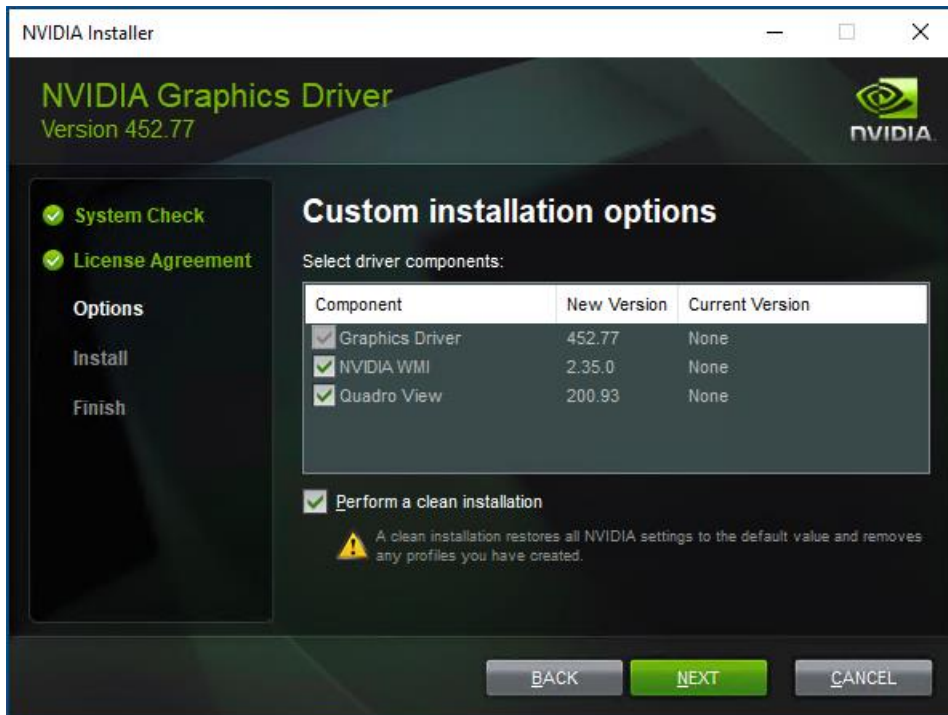 NVIDIA Installer
NVIDIA Graphics Driver
Version 452.77
NVIDIA.
System Check
License Agreement
Options
Install
Finish
Custom installation options
Select driver components:
Component New Version Current Version
Graphics Driver 452.77 None
NVIDIA WMI 2.35.0 None
Quadro View 200.93 None
Perform a clean installation
A clean installation restores all NVIDIA settings to the default value and removes
any profiles you have created.
BACK NEXT CANCEL